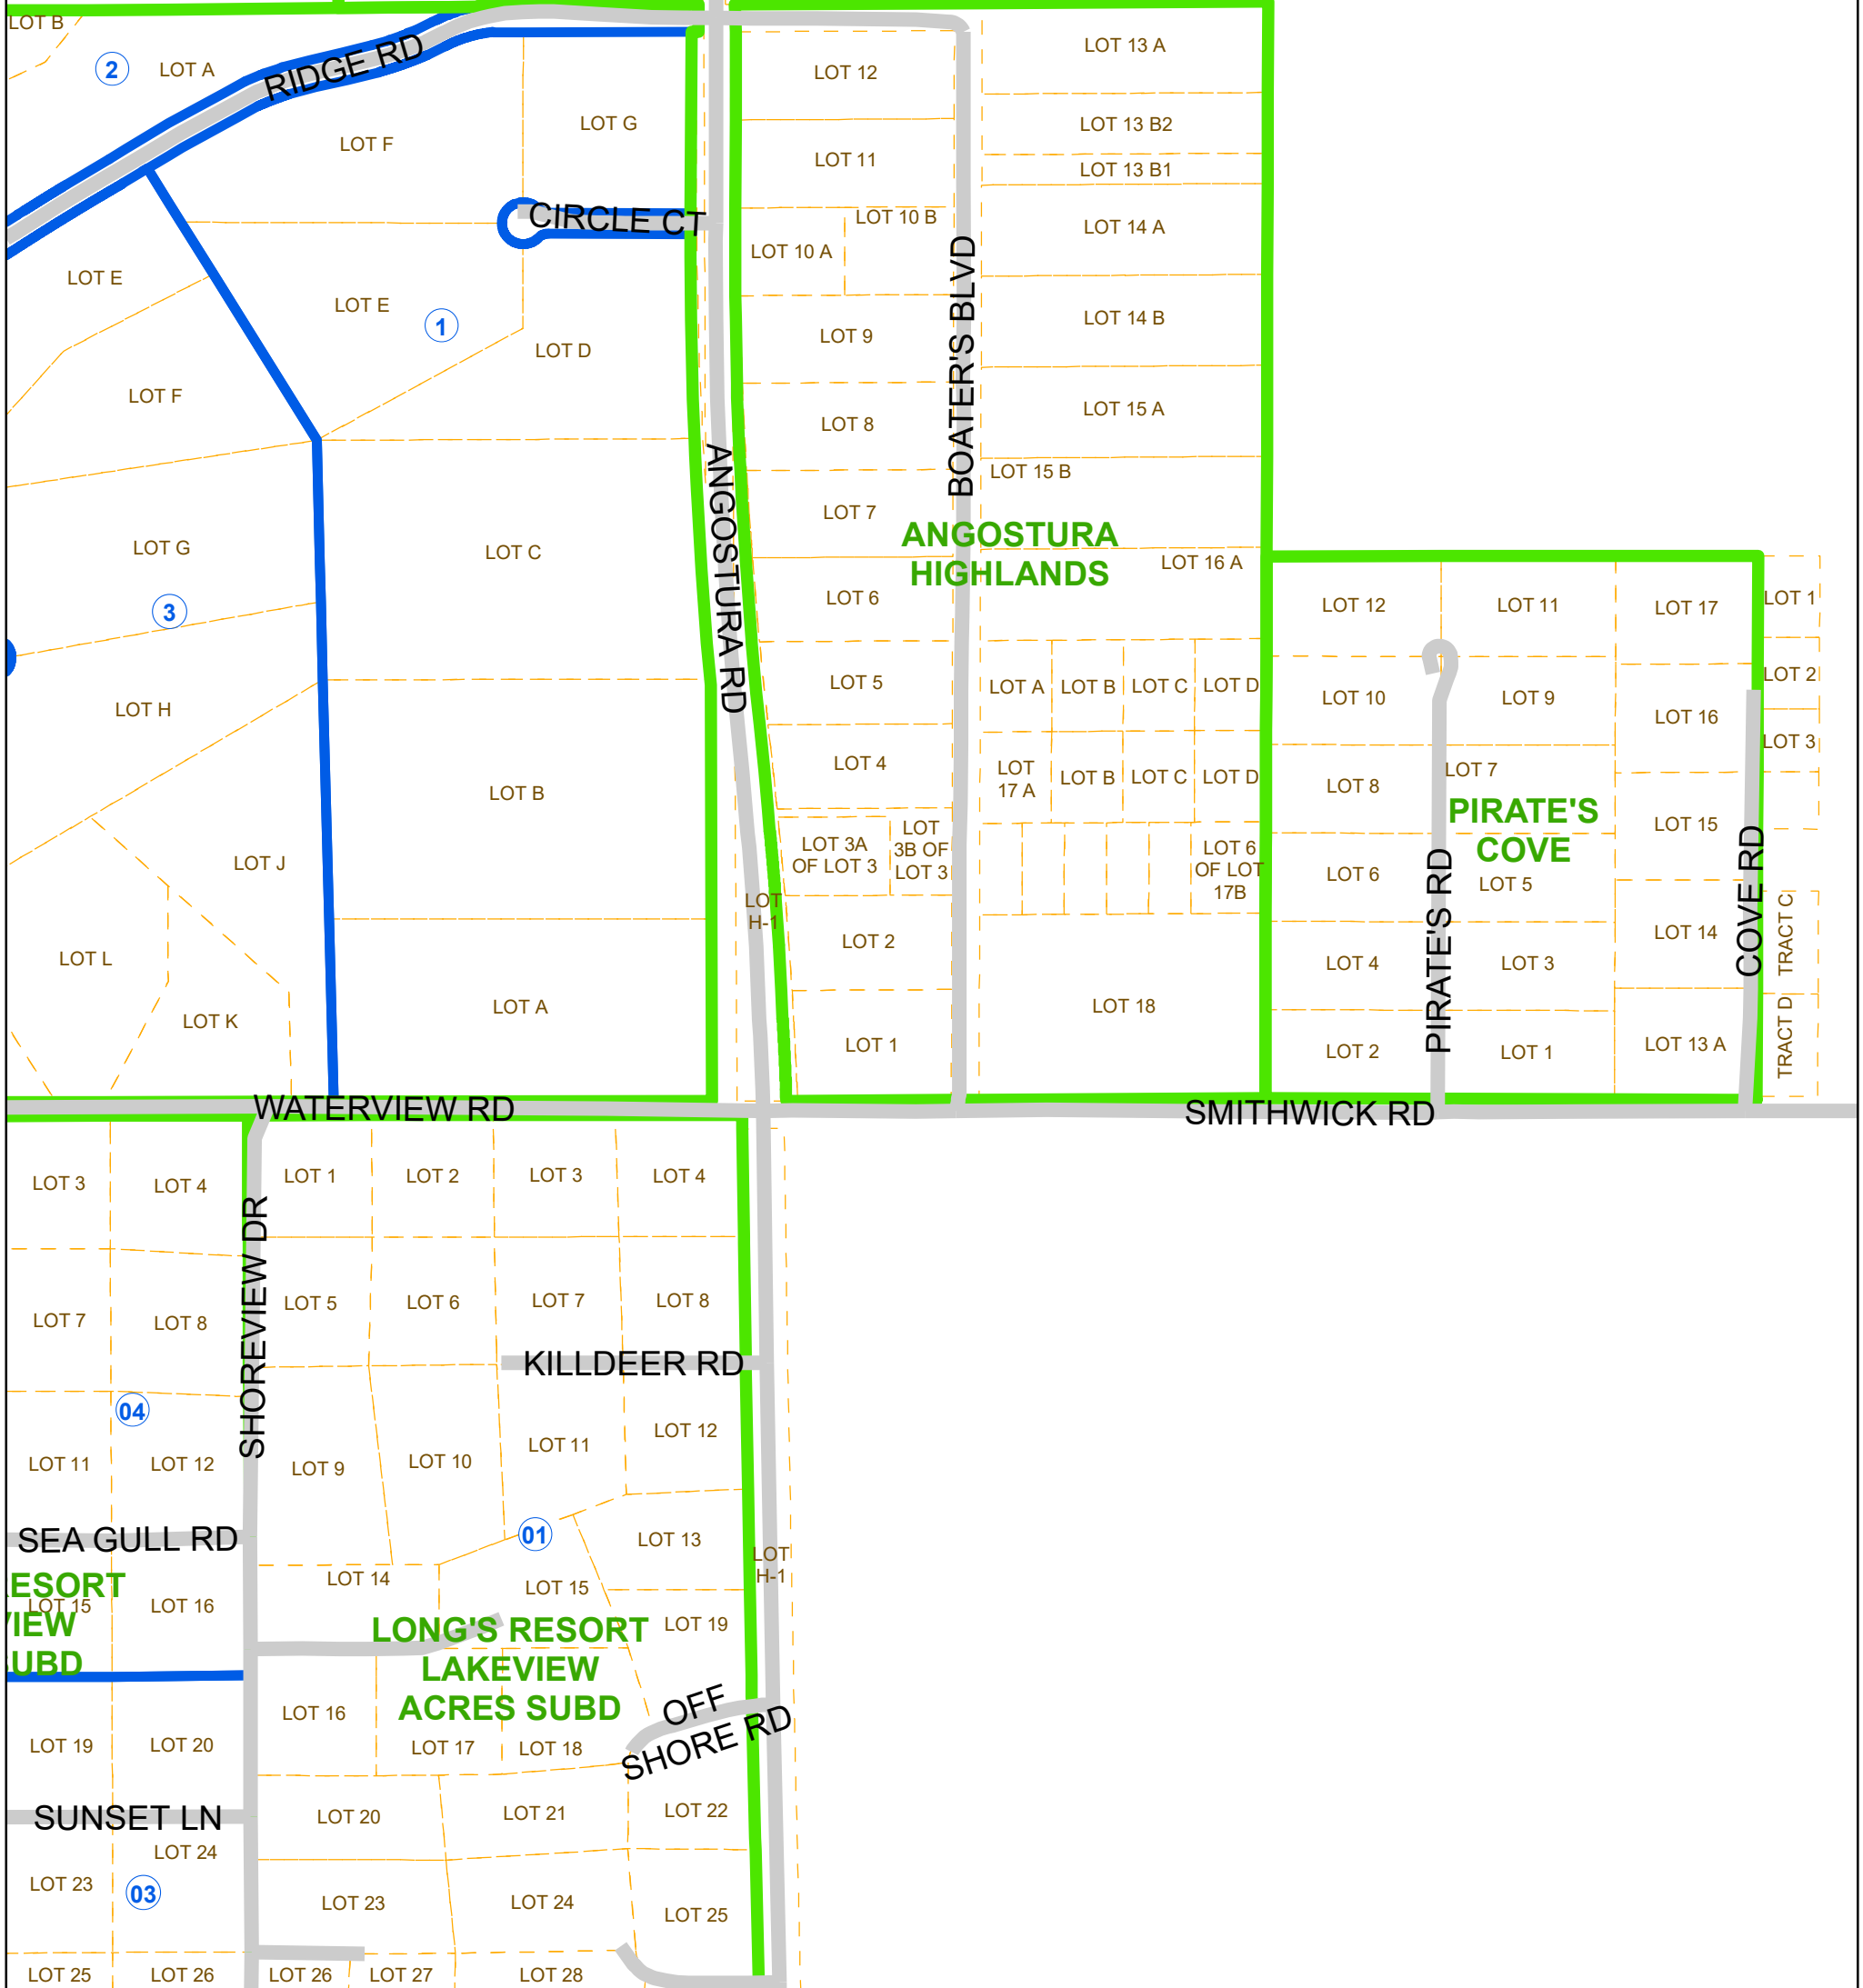 LOT B
2
LOT A
RIDGE RD
LOT F
LOT G
CIRCLE CT
LOT E
LOT E
1
LOT D
LOT F
LOT G
LOT C
3
LOT H
LOT B
LOT J
LOT L
LOT K
LOT A
ANGOSTURA RD
LOT
H-1
LOT 12
LOT 11
LOT 10 B
LOT 10 A
LOT 9
LOT 8
LOT 7
LOT 6
LOT 5
LOT 4
LOT 3A
OF LOT 3
LOT
3B OF
LOT 3
LOT 2
LOT 1
BOATER'S BLVD
ANGOSTURA
HIGHLANDS
LOT 13 A
LOT 13 B2
LOT 13 B1
LOT 14 A
LOT 14 B
LOT 15 A
LOT 15 B
LOT 16 A
LOT A
LOT B
LOT C
LOT D
LOT
17 A
LOT B
LOT C
LOT D
LOT 6
OF LOT
17B
LOT 18
LOT 12
LOT 11
LOT 17
LOT 10
LOT 9
LOT 16
LOT 8
LOT 7
PIRATE'S
COVE
LOT 15
LOT 6
LOT 5
LOT 14
LOT 4
LOT 3
LOT 2
LOT 1
LOT 13 A
PIRATE'S RD
COVE RD
LOT 1
LOT 2
LOT 3
TRACT C
TRACT D
WATERVIEW RD
SMITHWICK RD
LOT 3
LOT 4
LOT 7
LOT 8
04
LOT 11
LOT 12
SEA GULL RD
ESORT
LOT 15
IEW
UBD
LOT 16
LOT 19
LOT 20
SUNSET LN
LOT 24
LOT 23
03
LOT 25
LOT 26
SHOREVIEW DR
LOT 1
LOT 2
LOT 3
LOT 4
LOT 5
LOT 6
LOT 7
LOT 8
KILLDEER RD
LOT 9
LOT 10
LOT 11
LOT 12
01
LOT 13
LOT
H-1
LOT 14
LOT 15
LOT 19
LONG'S RESORT
LAKEVIEW
ACRES SUBD
LOT 16
LOT 17
LOT 18
OFF
SHORE RD
LOT 20
LOT 21
LOT 22
LOT 23
LOT 24
LOT 25
LOT 26
LOT 27
LOT 28